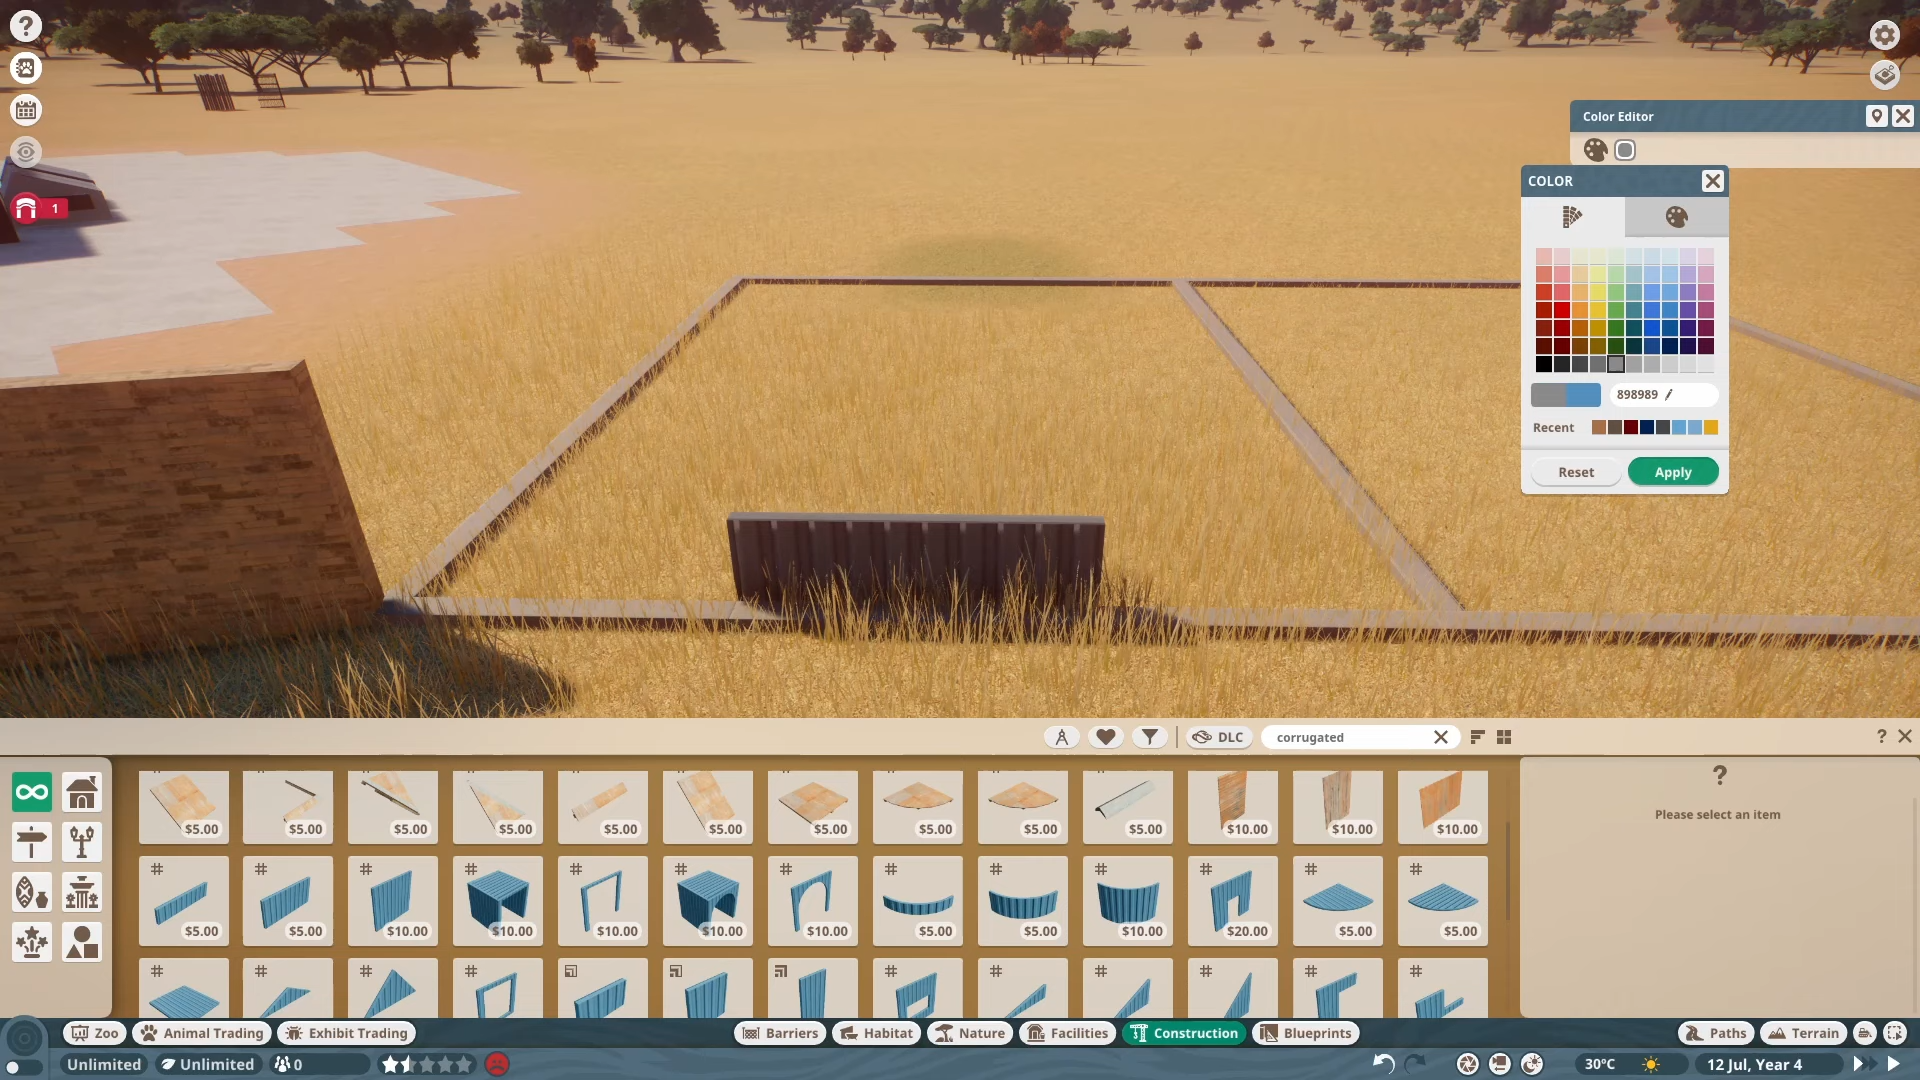 ?
1
Color Editor
COLOR
898989
Recent
Reset
Apply
DLC
corrugated
?
?
Please select an item
$5.00 $5.00 $5.00 $5.00 $5.00 $5.00 $5.00 $5.00 $5.00 $5.00 $10.00 $10.00 $10.00
$5.00 $5.00 $10.00 $10.00 $10.00 $10.00 $10.00 $5.00 $5.00 $10.00 $20.00 $5.00 $5.00
Zoo Animal Trading Exhibit Trading Barriers Habitat Nature Facilities Construction Blueprints Paths Terrain
Unlimited Unlimited 0 30°C 12 Jul, Year 4